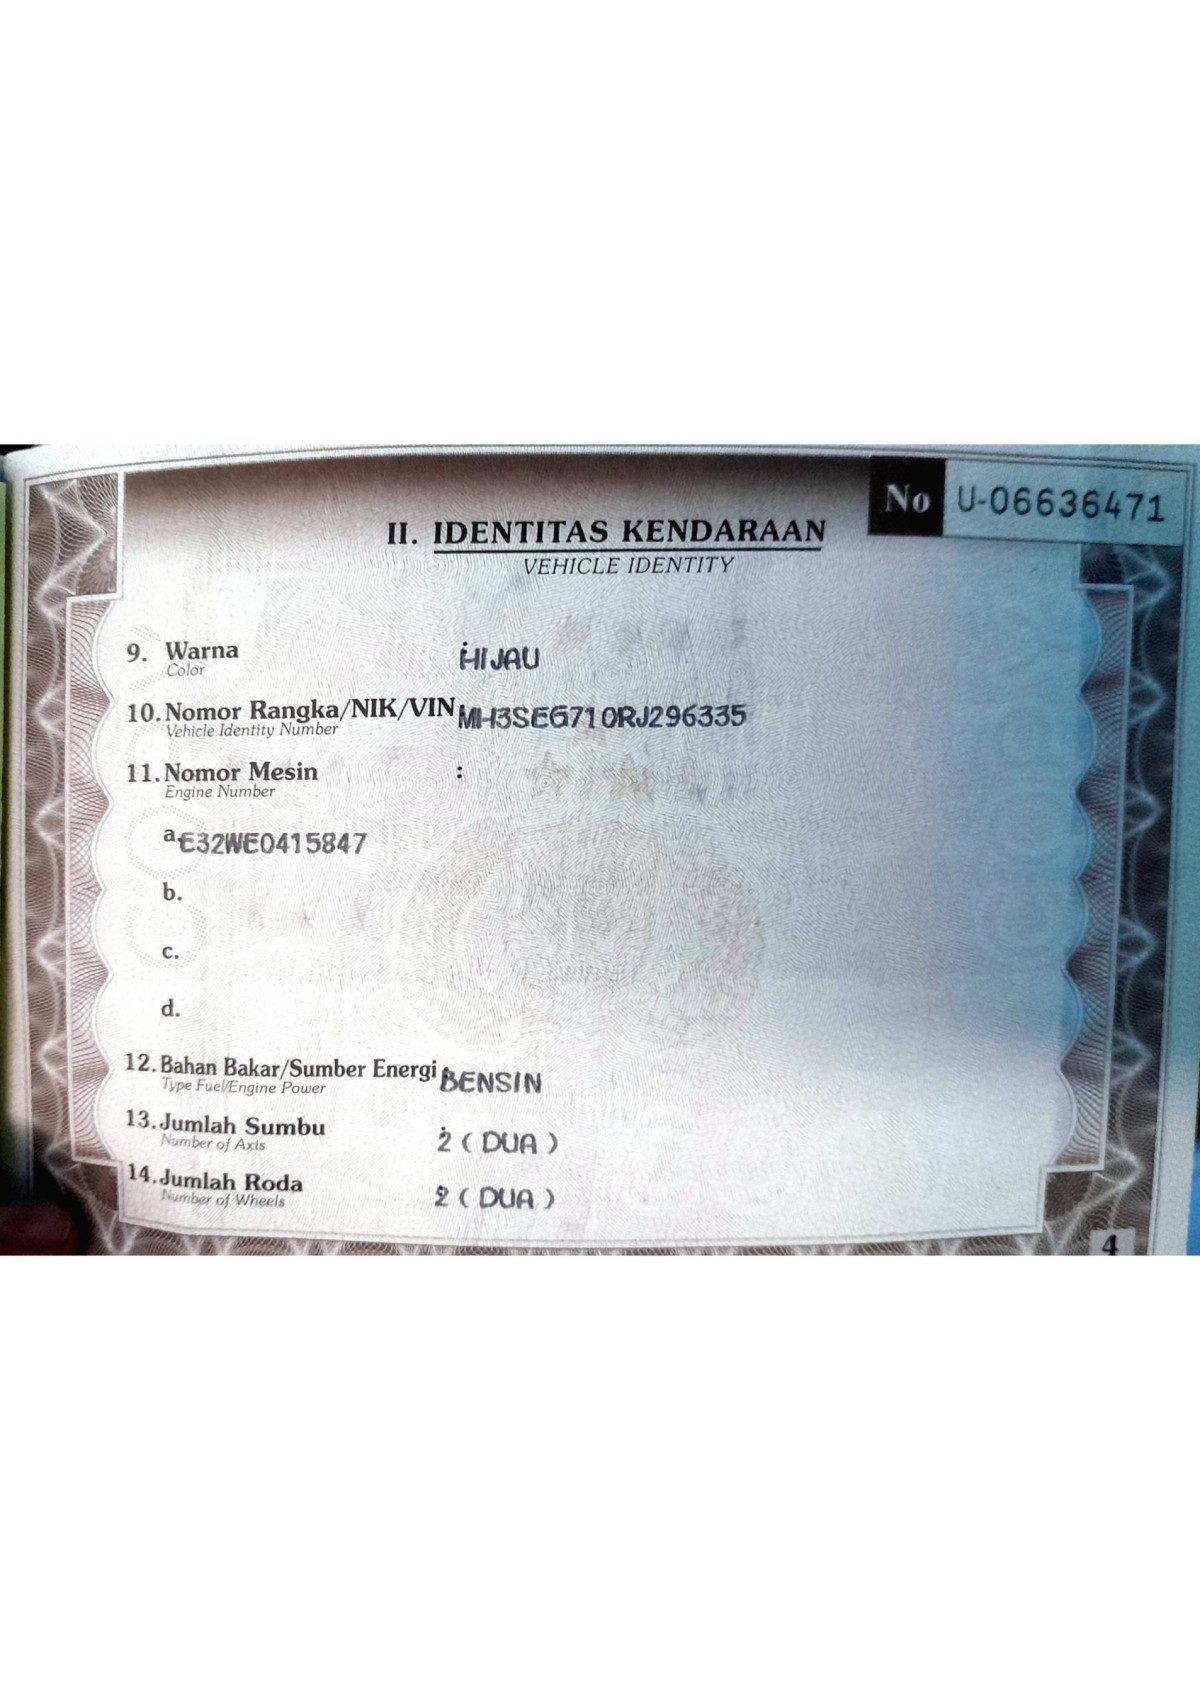 No U-06636471
II. IDENTITAS KENDARAAN
VEHICLE IDENTITY
9. Warna : HIJAU
Color
10. Nomor Rangka/NIK/VIN : MH3SEG710RJ296335
Vehicle Identity Number
11. Nomor Mesin :
Engine Number
a. E32WE0415847
b.
c.
d.
12. Bahan Bakar/Sumber Energi : BENSIN
Type Fuel/Engine Power
13. Jumlah Sumbu : 2 ( DUA )
Number of Axis
14. Jumlah Roda : 2 ( DUA )
Number of Wheels
4